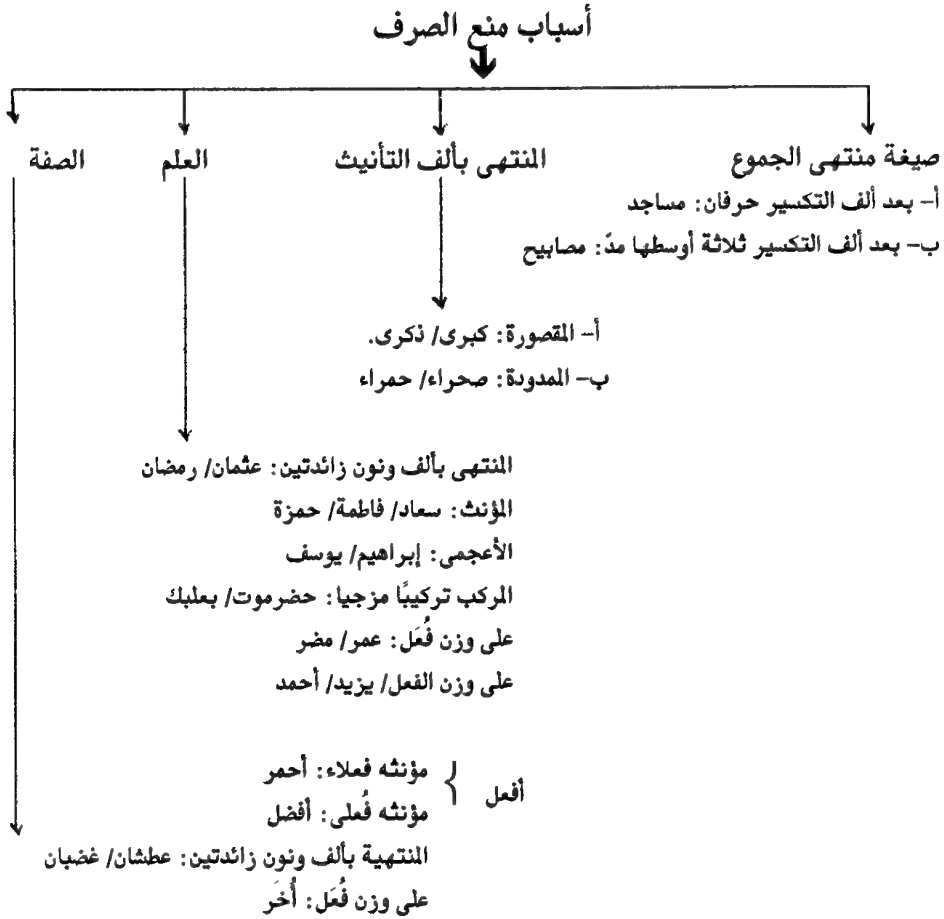 أسباب منع الصرف
صيغة منتهى الجموع
المنتهى بألف التأنيث
العلم
الصفة
أ– بعد ألف التكسير حرفان: مساجد
ب– بعد ألف التكسير ثلاثة أوسطها مدّ: مصابيح
أ– المقصورة: كبرى/ ذكرى.
ب– الممدودة: صحراء/ حمراء
المنتهى بألف ونون زائدتين: عثمان/ رمضان
المؤنث: سعاد/ فاطمة/ حمزة
الأعجمى: إبراهيم/ يوسف
المركب تركيبًا مزجيا: حضرموت/ بعلبك
على وزن فُعَل: عمر/ مضر
على وزن الفعل/ يزيد/ أحمد
أفعل
مؤنثه فعلاء: أحمر
مؤنثه فُعلى: أفضل
المنتهية بألف ونون زائدتين: عطشان/ غضبان
على وزن فُعَل: أُخَر